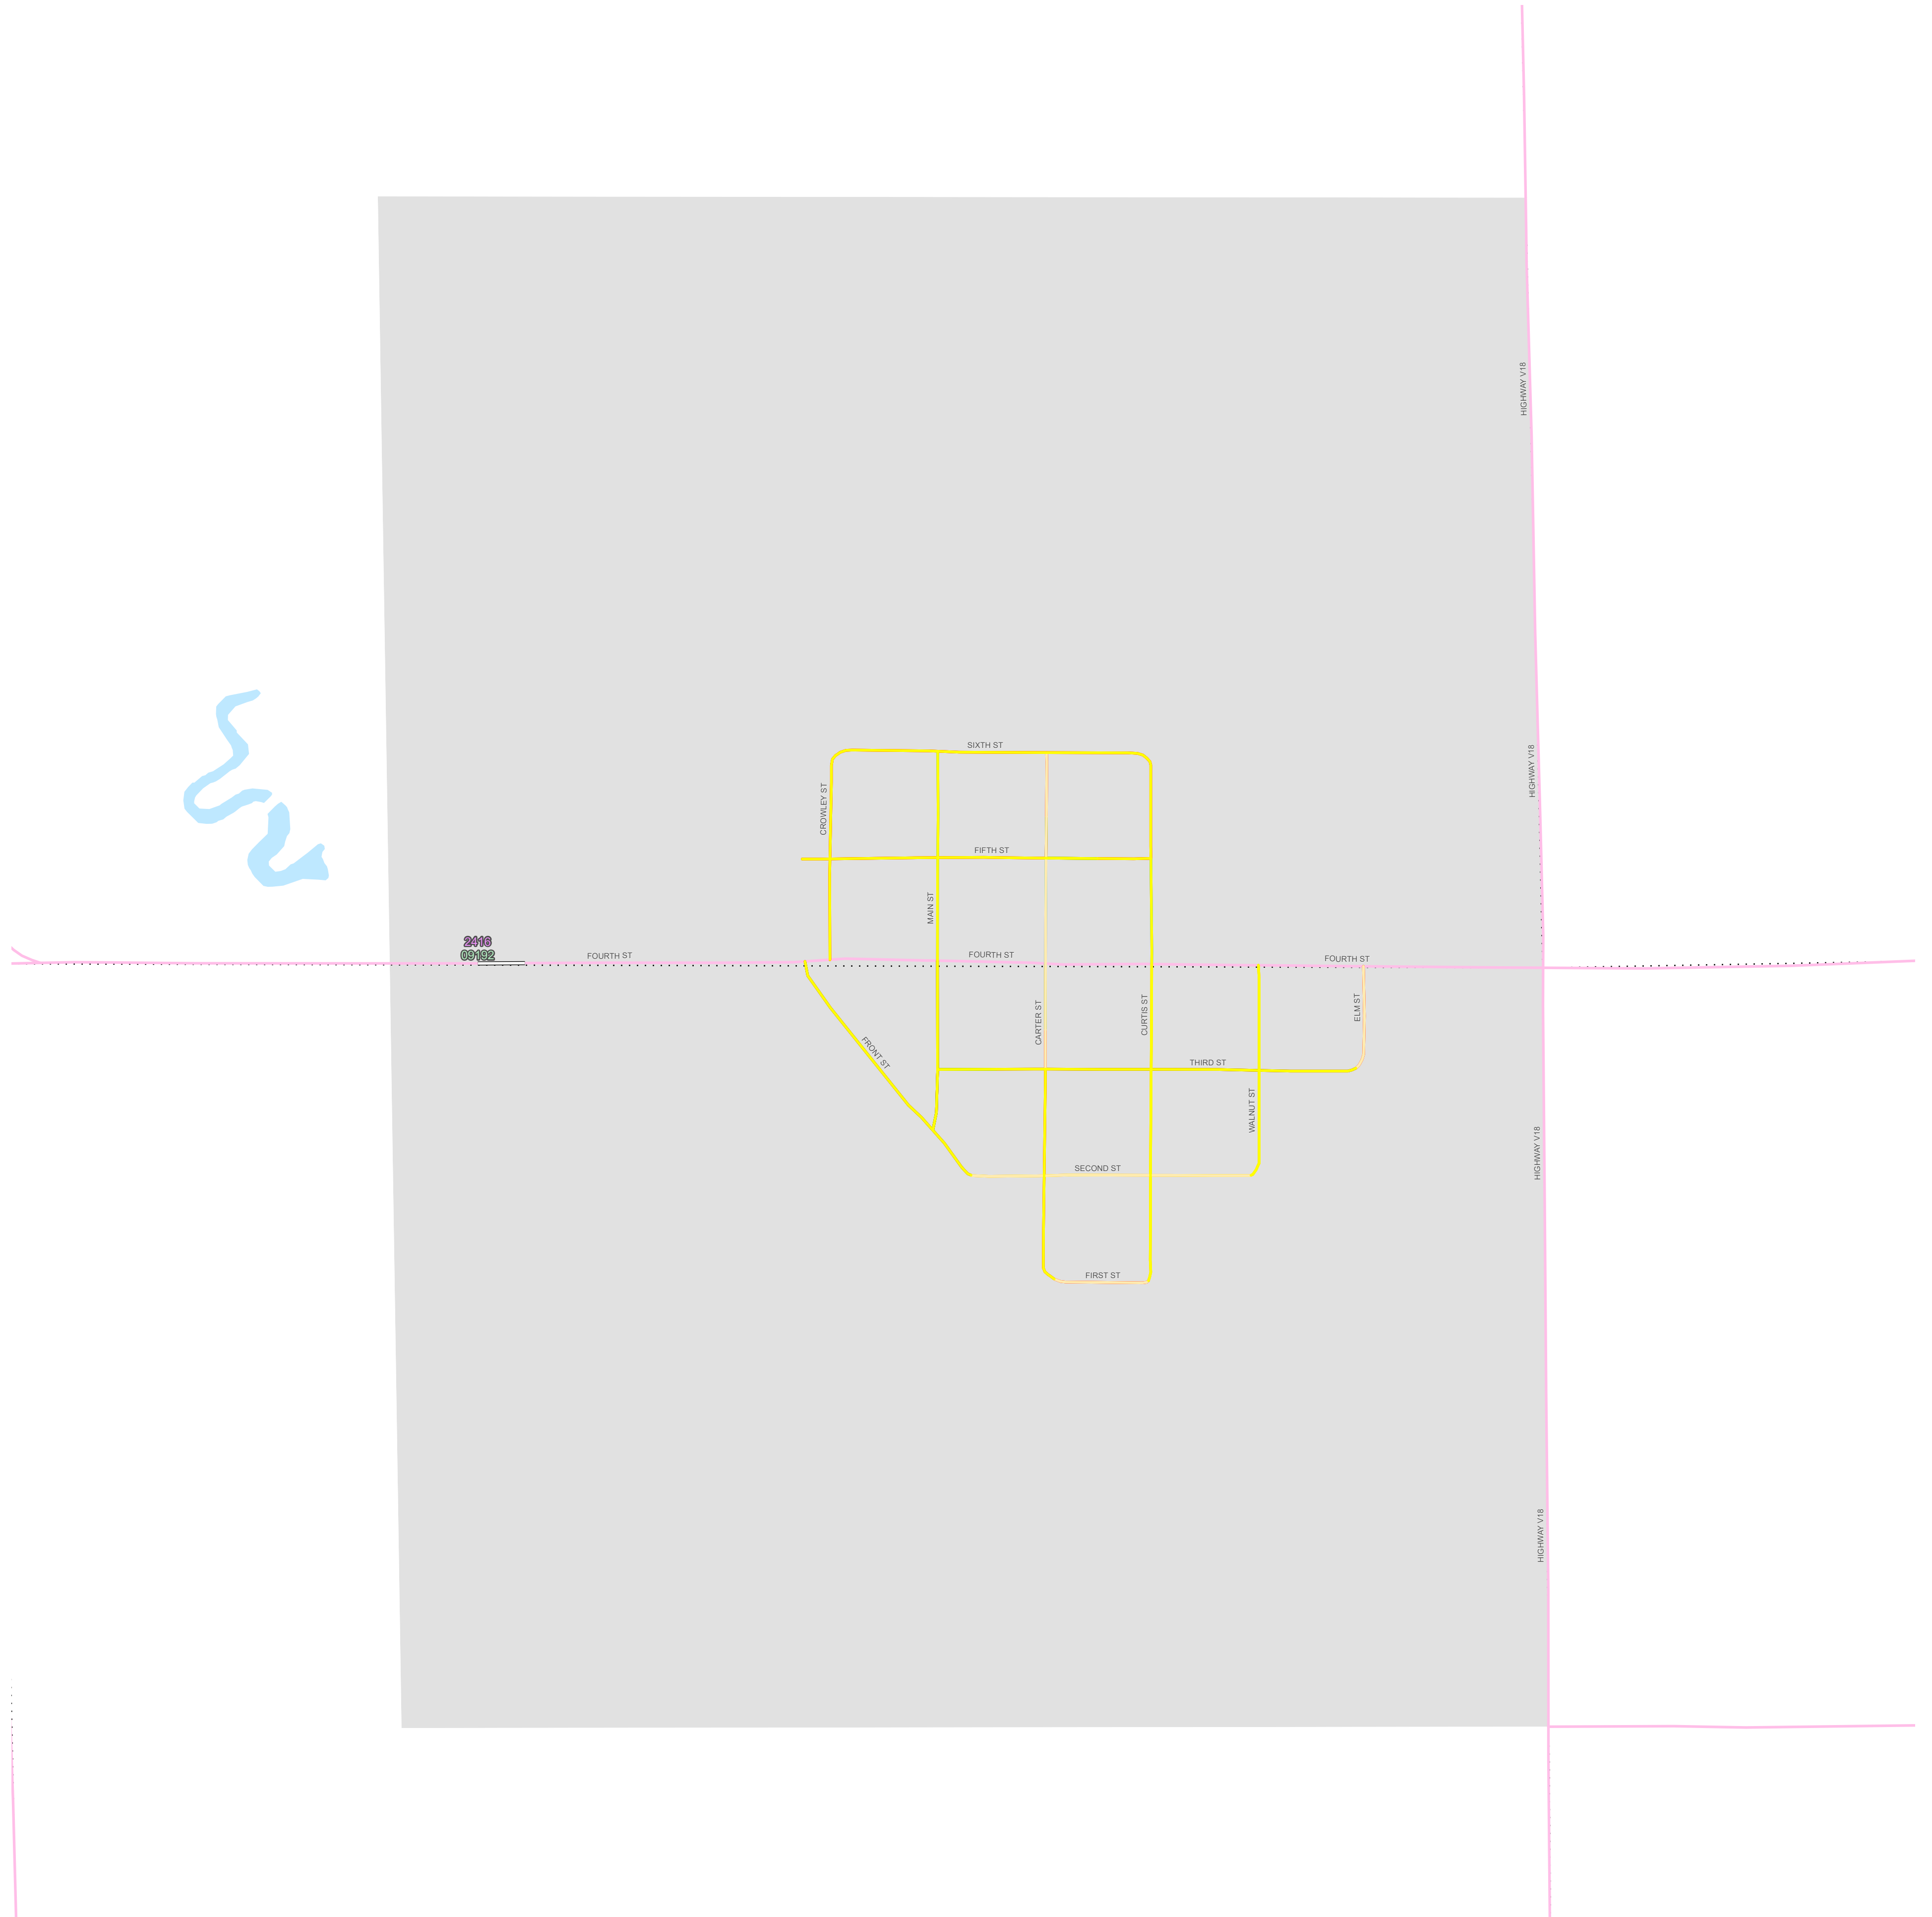 HIGHWAY V18
SIXTH ST
HIGHWAY V18
CROWLEY ST
FIFTH ST
MAIN ST
2416
09192
FOURTH ST
FOURTH ST
FOURTH ST
ELM ST
CARTER ST
CURTIS ST
FRONT ST
THIRD ST
WALNUT ST
HIGHWAY V18
SECOND ST
FIRST ST
HIGHWAY V18